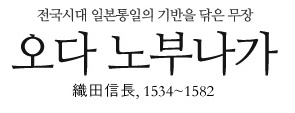 전국시대 일본통일의 기반을 닦은 무장
오다 노부나가
織田信長, 1534~1582